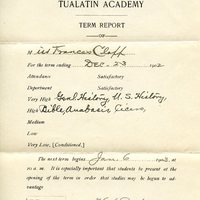 TUALATIN ACADEMY
TERM REPORT
OF
Miss Frances Clapp
For the term ending Dec. 23 1902
Attendance Satisfactory
Deportment Satisfactory
Very High Genl. History, U. S. History
High Bible, Anabasis Cicero
Medium
Low
Very Low, [Conditioned.]
The next term begins Jan. 6 1903, at
10 a. m. It is especially important that students be present at the
opening of the term in order that studies may be begun to ad-
vantage.